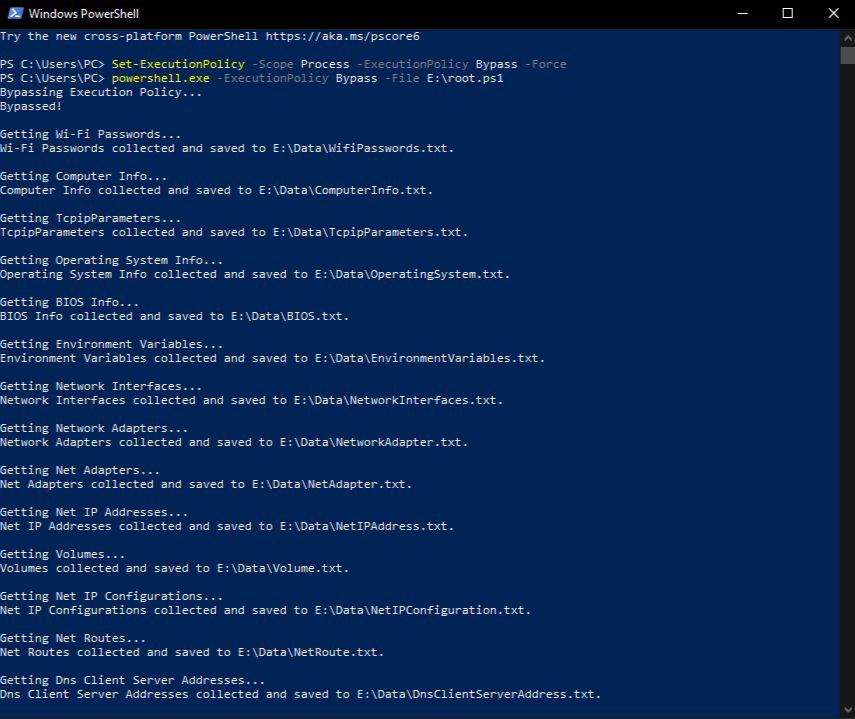 Windows PowerShell
Try the new cross-platform PowerShell https://aka.ms/pscore6
PS C:\Users\PC> Set-ExecutionPolicy -Scope Process -ExecutionPolicy Bypass -Force
PS C:\Users\PC> powershell.exe -ExecutionPolicy Bypass -File E:\root.ps1
Bypassing Execution Policy...
Bypassed!
Getting Wi-Fi Passwords...
Wi-Fi Passwords collected and saved to E:\Data\WifiPasswords.txt.
Getting Computer Info...
Computer Info collected and saved to E:\Data\ComputerInfo.txt.
Getting TcpipParameters...
TcpipParameters collected and saved to E:\Data\TcpipParameters.txt.
Getting Operating System Info...
Operating System Info collected and saved to E:\Data\OperatingSystem.txt.
Getting BIOS Info...
BIOS Info collected and saved to E:\Data\BIOS.txt.
Getting Environment Variables...
Environment Variables collected and saved to E:\Data\EnvironmentVariables.txt.
Getting Network Interfaces...
Network Interfaces collected and saved to E:\Data\NetworkInterfaces.txt.
Getting Network Adapters...
Network Adapters collected and saved to E:\Data\NetworkAdapter.txt.
Getting Net Adapters...
Net Adapters collected and saved to E:\Data\NetAdapter.txt.
Getting Net IP Addresses...
Net IP Addresses collected and saved to E:\Data\NetIPAddress.txt.
Getting Volumes...
Volumes collected and saved to E:\Data\Volume.txt.
Getting Net IP Configurations...
Net IP Configurations collected and saved to E:\Data\NetIPConfiguration.txt.
Getting Net Routes...
Net Routes collected and saved to E:\Data\NetRoute.txt.
Getting Dns Client Server Addresses...
Dns Client Server Addresses collected and saved to E:\Data\DnsClientServerAddress.txt.